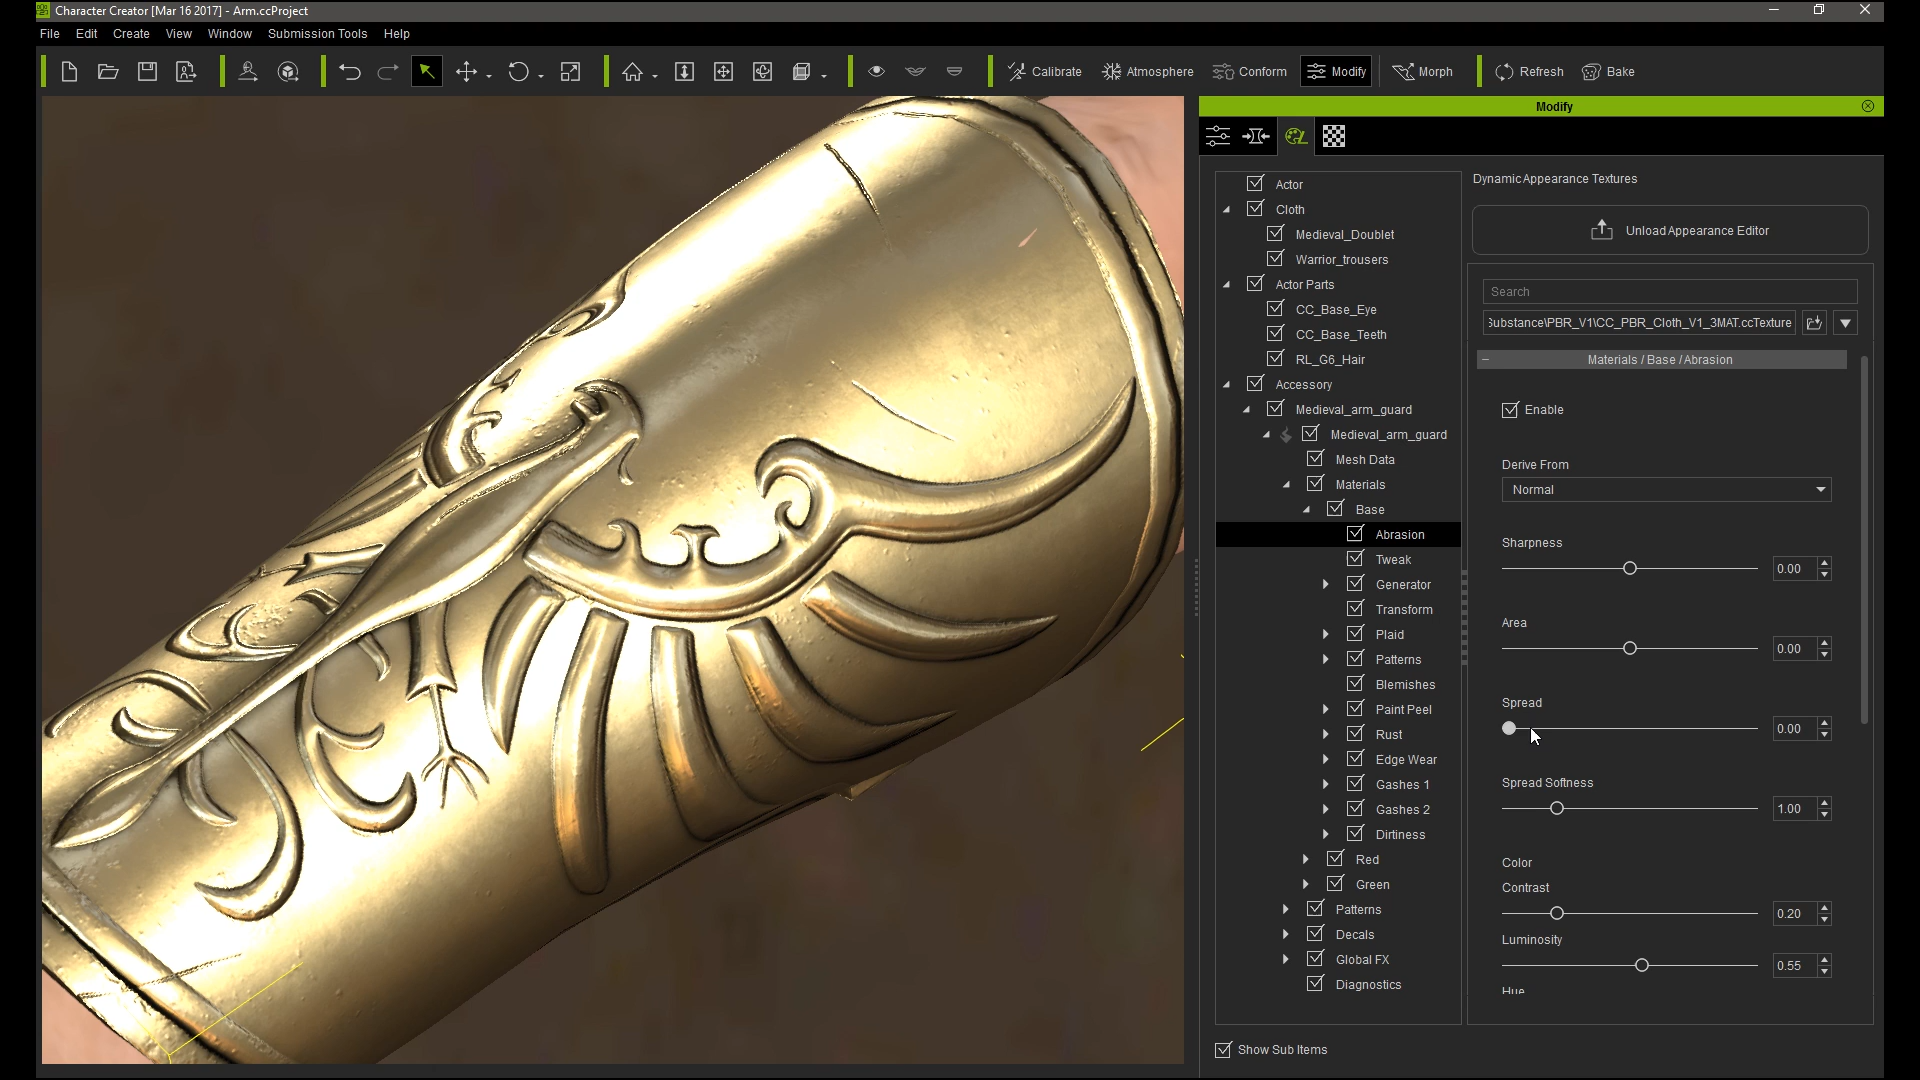 Character Creator [Mar 16 2017] - Arm.ccProject
File Edit Create View Window Submission Tools Help
Calibrate Atmosphere Conform Modify Morph Refresh Bake
Modify
Actor
Cloth
Medieval_Doublet
Warrior_trousers
Actor Parts
CC_Base_Eye
CC_Base_Teeth
RL_G6_Hair
Accessory
Medieval_arm_guard
Medieval_arm_guard
Mesh Data
Materials
Base
Abrasion
Tweak
Generator
Transform
Plaid
Patterns
Blemishes
Paint Peel
Rust
Edge Wear
Gashes 1
Gashes 2
Dirtiness
Red
Green
Patterns
Decals
Global FX
Diagnostics
Show Sub Items
Dynamic Appearance Textures
Unload Appearance Editor
Search
Substance\PBR_V1\CC_PBR_Cloth_V1_3MAT.ccTexture
Materials / Base / Abrasion
Enable
Derive From
Normal
Sharpness
0.00
Area
0.00
Spread
0.00
Spread Softness
1.00
Color
Contrast
0.20
Luminosity
0.55
Hue